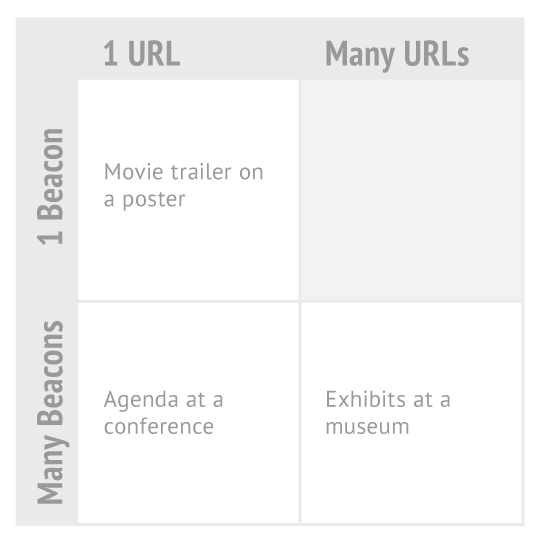 1 URL
Many URLs
1 Beacon
Movie trailer on
a poster
Many Beacons
Agenda at a
conference
Exhibits at a
museum